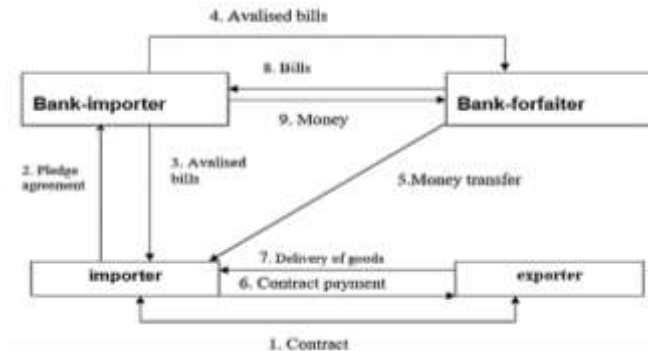 4. Avalised bills
8. Bills
Bank-importer
Bank-forfaiter
9. Money
2. Pledge
agreement
3. Avalised
bills
5.Money transfer
7. Delivery of goods
importer
exporter
6. Contract payment
1. Contract